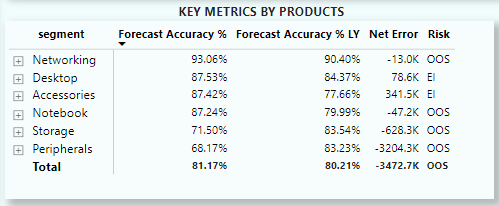 KEY METRICS BY PRODUCTS
segment Forecast Accuracy % Forecast Accuracy % LY Net Error Risk
Networking 93.06% 90.40% -13.0K OOS
Desktop 87.53% 84.37% 78.6K EI
Accessories 87.42% 77.66% 341.5K EI
Notebook 87.24% 79.99% -47.2K OOS
Storage 71.50% 83.54% -628.3K OOS
Peripherals 68.17% 83.23% -3204.3K OOS
Total 81.17% 80.21% -3472.7K OOS